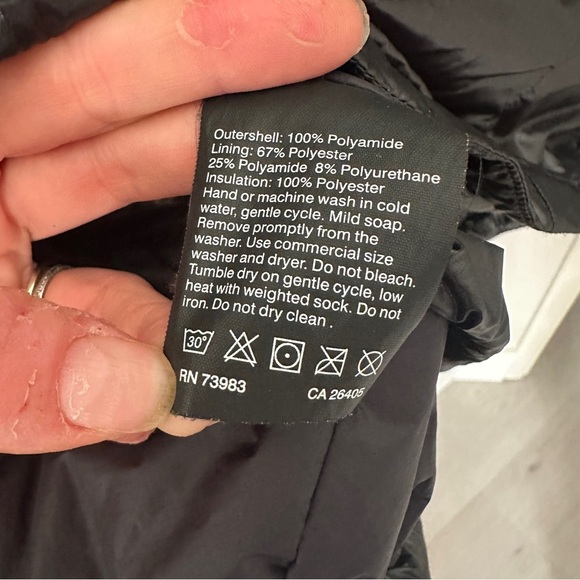 Outershell: 100% Polyamide
Lining: 67% Polyester
25% Polyamide 8% Polyurethane
Insulation: 100% Polyester
Hand or machine wash in cold
water, gentle cycle. Mild soap.
Remove promptly from the
washer. Use commercial size
washer and dryer. Do not bleach.
Tumble dry on gentle cycle, low
heat with weighted sock. Do not
iron. Do not dry clean .
30°
RN 73983
CA 26405